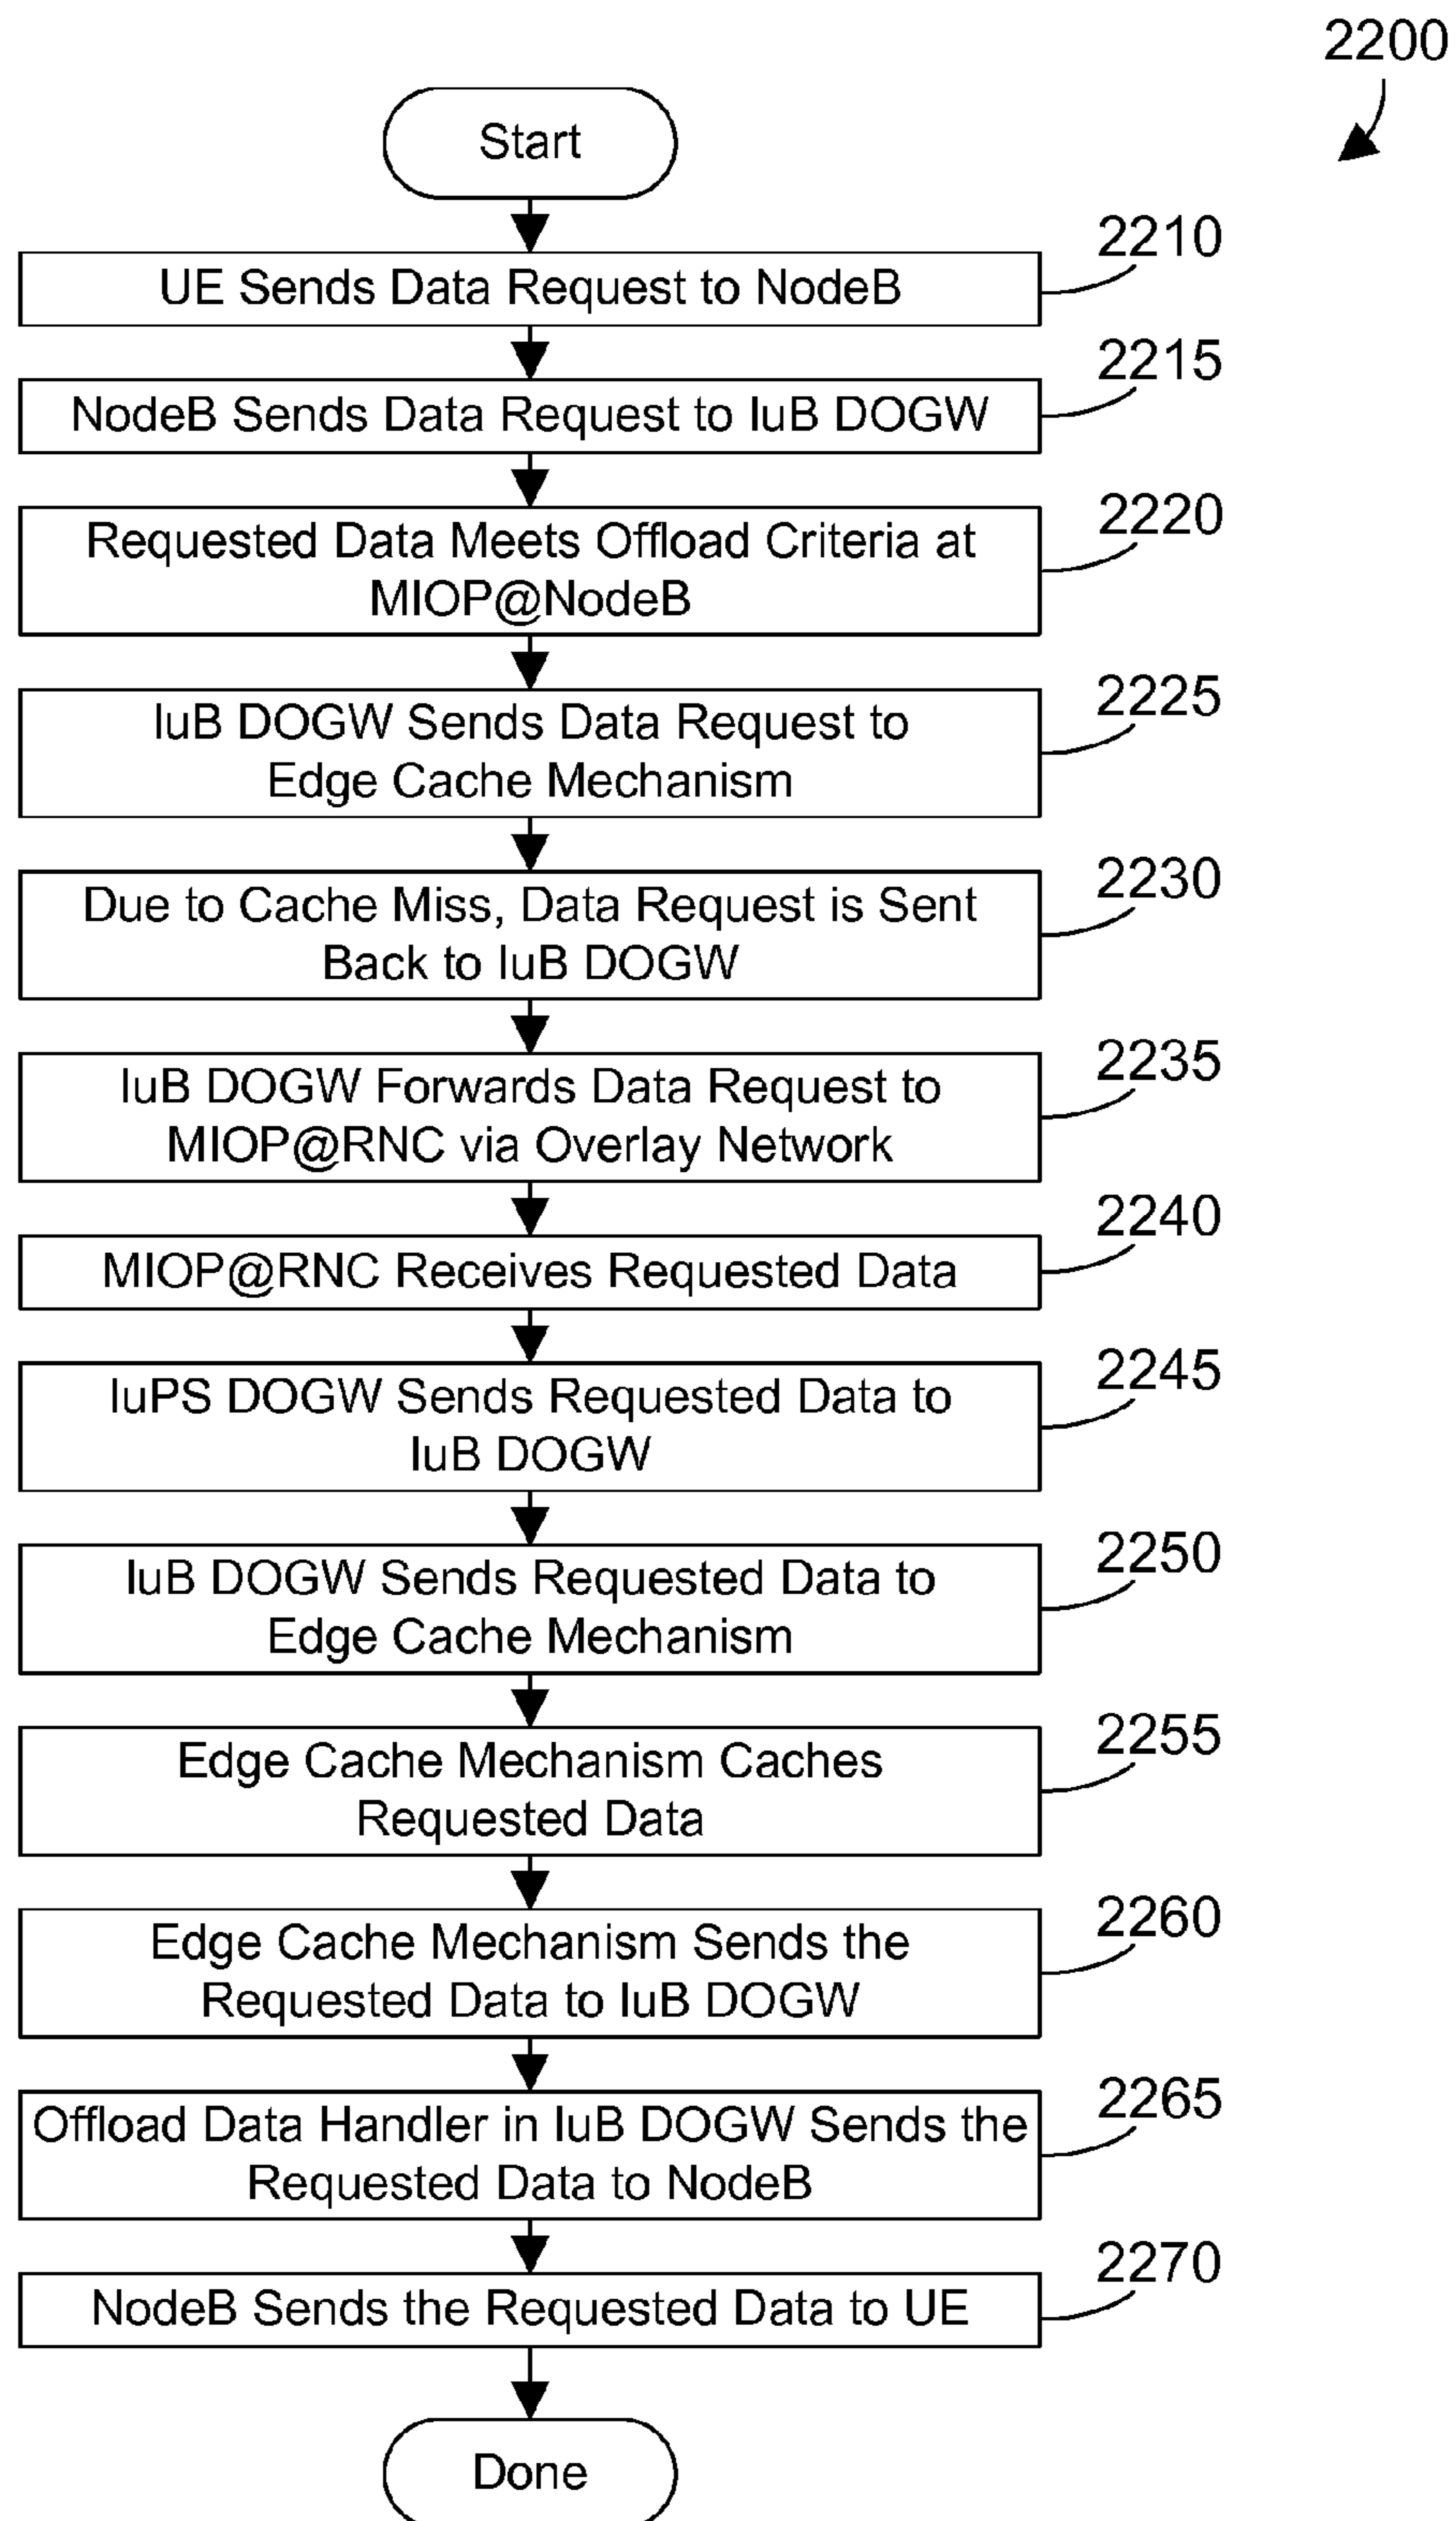 2200
Start
2210
UE Sends Data Request to NodeB
2215
NodeB Sends Data Request to IuB DOGW
2220
Requested Data Meets Offload Criteria at
MIOP@NodeB
2225
IuB DOGW Sends Data Request to
Edge Cache Mechanism
2230
Due to Cache Miss, Data Request is Sent
Back to IuB DOGW
2235
IuB DOGW Forwards Data Request to
MIOP@RNC via Overlay Network
2240
MIOP@RNC Receives Requested Data
2245
IuPS DOGW Sends Requested Data to
IuB DOGW
2250
IuB DOGW Sends Requested Data to
Edge Cache Mechanism
2255
Edge Cache Mechanism Caches
Requested Data
2260
Edge Cache Mechanism Sends the
Requested Data to IuB DOGW
2265
Offload Data Handler in IuB DOGW Sends the
Requested Data to NodeB
2270
NodeB Sends the Requested Data to UE
Done